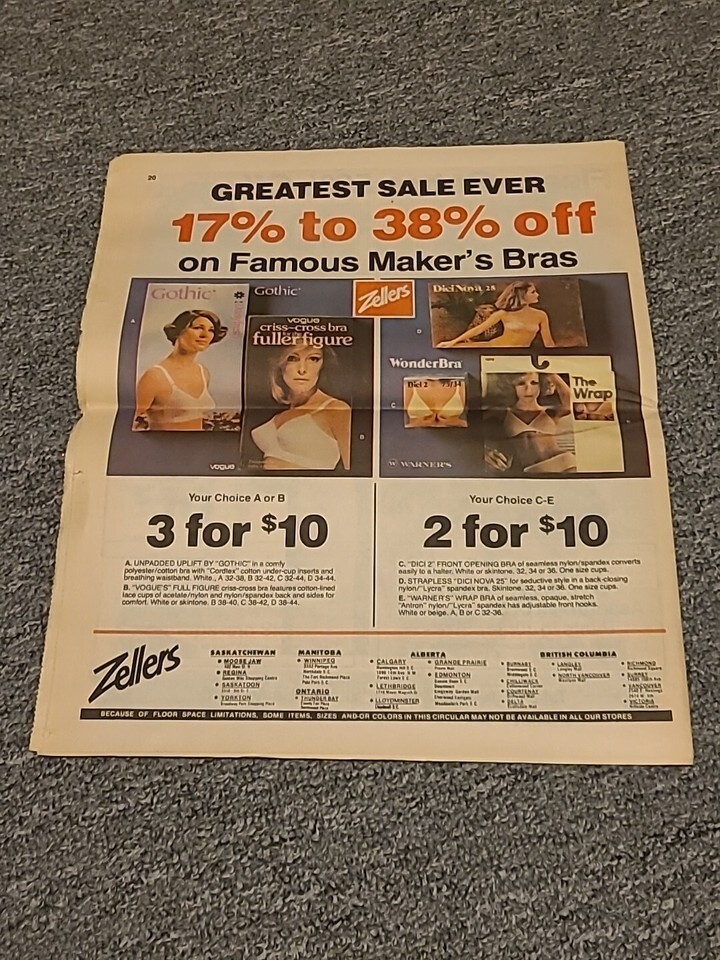 20
GREATEST SALE EVER
17% to 38% off
on Famous Maker's Bras
Gothic
Gothic
Zellers
Dici Nova 25
A
vogue
criss-cross bra
fuller figure
D
WonderBra
Dici 2
75/34
The
Wrap
C
B
vogue
WARNER'S
Your Choice A or B
3 for $10
A. UNPADDED UPLIFT BY "GOTHIC" in a comfy
polyester/cotton bra with "Cordtex" cotton under-cup inserts and
breathing waistband. White., A 32-38, B 32-42, C 32-44, D 34-44.
B. "VOGUE'S" FULL FIGURE criss-cross bra features cotton-lined
lace cups of acetate/nylon and nylon/spandex back and sides for
comfort. White or skintone. B 38-40, C 38-42, D 38-44.
Your Choice C-E
2 for $10
C. "DICI 2" FRONT OPENING BRA of seamless nylon/spandex converts
easily to a halter. White or skintone. 32, 34 or 36. One size cups.
D. STRAPLESS "DICI NOVA 25" for seductive style in a back-closing
nylon/"Lycra" spandex bra. Skintone. 32, 34 or 36. One size cups.
E. "WARNER'S" WRAP BRA of seamless, opaque, stretch
"Antron" nylon/"Lycra" spandex has adjustable front hooks.
White or beige. A, B or C 32-36.
Zellers
SASKATCHEWAN
• MOOSE JAW
• REGINA
• SASKATOON
• YORKTON
MANITOBA
• WINNIPEG
ONTARIO
• THUNDER BAY
ALBERTA
• CALGARY
• LETHBRIDGE
• LLOYDMINSTER
• GRANDE PRAIRIE
• EDMONTON
BRITISH COLUMBIA
• BURNABY
• CHILLIWACK
• COURTENAY
• DELTA
• LANGLEY
• NORTH VANCOUVER
• RICHMOND
• SURREY
• VANCOUVER
• VICTORIA
BECAUSE OF FLOOR SPACE LIMITATIONS, SOME ITEMS, SIZES AND/OR COLORS IN THIS CIRCULAR MAY NOT BE AVAILABLE IN ALL OUR STORES